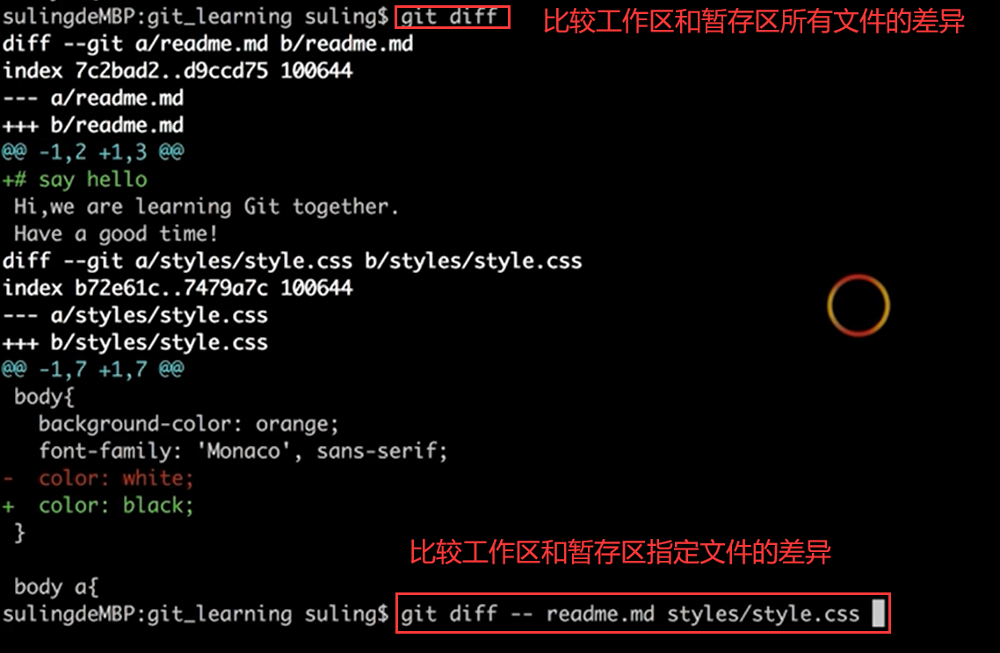 sulingdeMBP:git_learning suling$ git diff 比较工作区和暂存区所有文件的差异
diff --git a/readme.md b/readme.md
index 7c2bad2..d9ccd75 100644
--- a/readme.md
+++ b/readme.md
@@ -1,2 +1,3 @@
+# say hello
 Hi,we are learning Git together.
 Have a good time!
diff --git a/styles/style.css b/styles/style.css
index b72e61c..7479a7c 100644
--- a/styles/style.css
+++ b/styles/style.css
@@ -1,7 +1,7 @@
 body{
   background-color: orange;
   font-family: 'Monaco', sans-serif;
-  color: white;
+  color: black;
 }
比较工作区和暂存区指定文件的差异
 body a{
sulingdeMBP:git_learning suling$ git diff -- readme.md styles/style.css